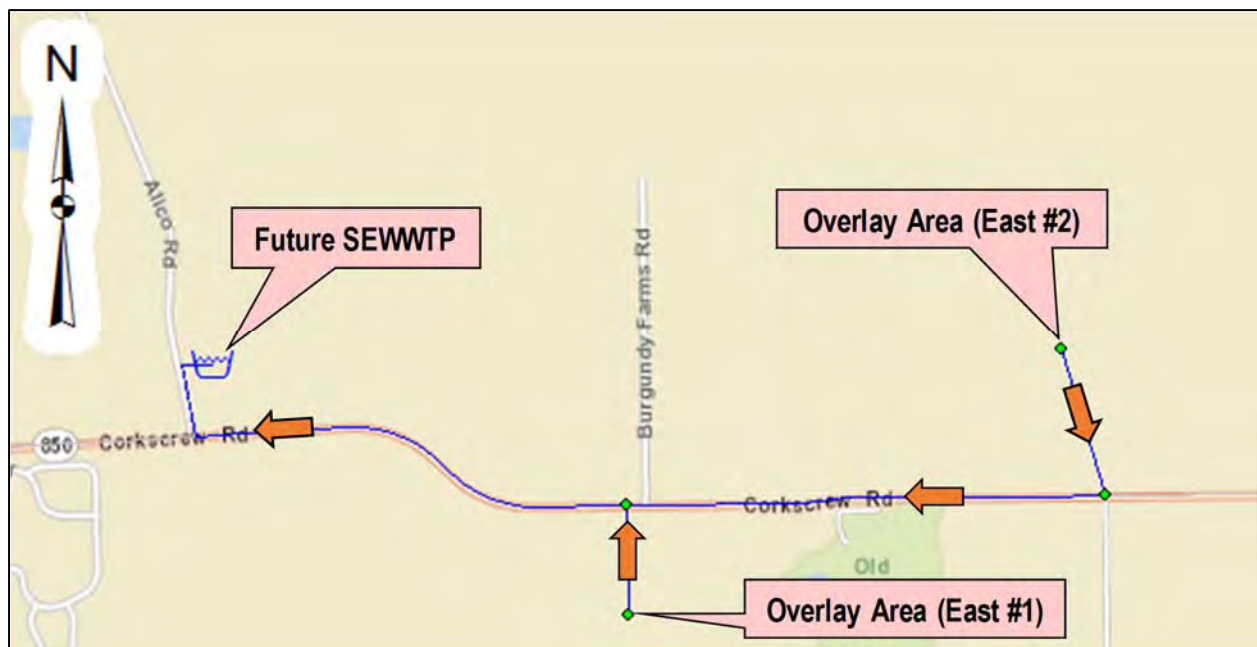 N
Alico Rd
Future SEWWTP
Burgundy Farms Rd
Overlay Area (East #2)
850
Corkscrew Rd
Corkscrew Rd
Old
Overlay Area (East #1)